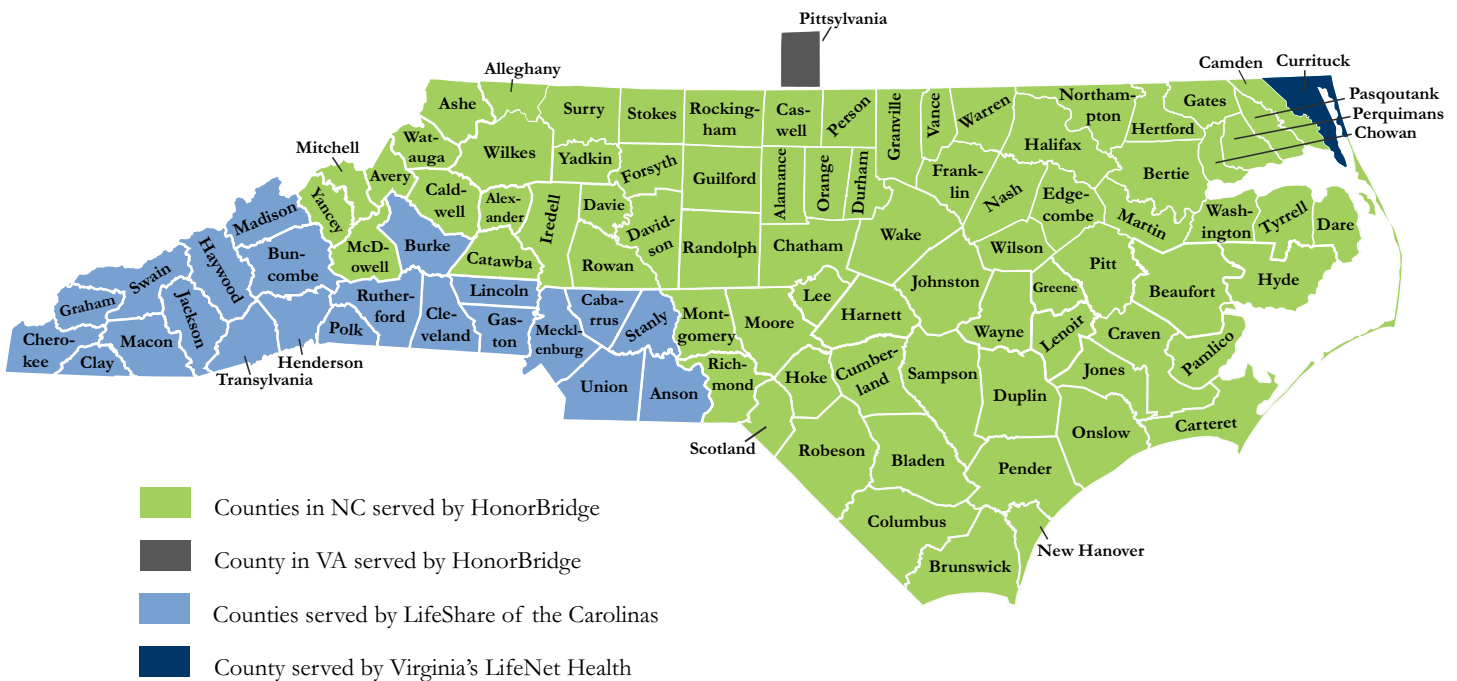 Pittsylvania
Alleghany
Camden
Currituck
Ashe
Surry
Stokes
Rocking-
ham
Cas-
well
Person
Granville
Vance
Warren
Northam-
pton
Gates
Pasqoutank
Perquimans
Chowan
Hertford
Halifax
Bertie
Mitchell
Wat-
auga
Wilkes
Yadkin
Forsyth
Guilford
Alamance
Orange
Durham
Frank-
lin
Nash
Edge-
combe
Martin
Wash-
ington
Tyrrell
Dare
Avery
Yancey
Cald-
well
Alex-
ander
Iredell
Davie
David-
son
Randolph
Chatham
Wake
Wilson
Madison
Haywood
Bun-
combe
McD-
owell
Burke
Catawba
Rowan
Johnston
Greene
Pitt
Beaufort
Hyde
Graham
Swain
Jackson
Ruther-
ford
Cle-
veland
Lincoln
Gas-
ton
Meckl-
enburg
Caba-
rrus
Stanly
Mont-
gomery
Moore
Lee
Harnett
Wayne
Lenoir
Craven
Pamlico
Chero-
kee
Clay
Macon
Transylvania
Henderson
Polk
Union
Anson
Rich-
mond
Hoke
Cumber-
land
Sampson
Duplin
Jones
Onslow
Carteret
Scotland
Robeson
Bladen
Pender
Columbus
Brunswick
New Hanover
Counties in NC served by HonorBridge
County in VA served by HonorBridge
Counties served by LifeShare of the Carolinas
County served by Virginia's LifeNet Health